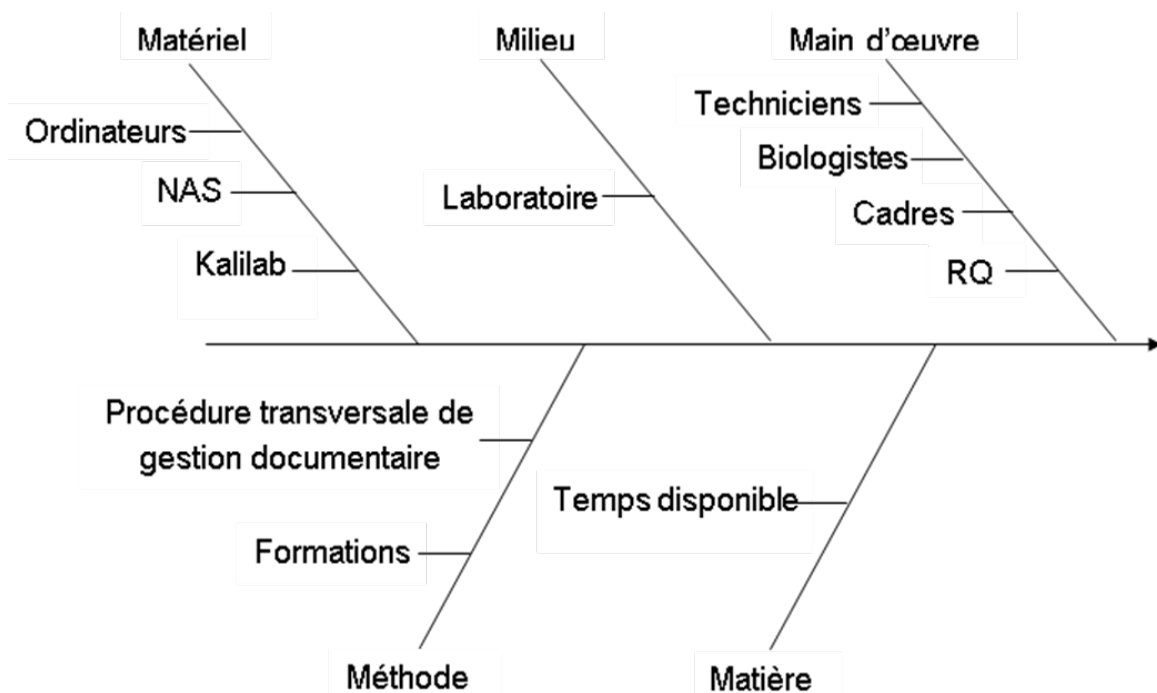 Matériel
Milieu
Main d'œuvre
Ordinateurs
NAS
Kalilab
Laboratoire
Techniciens
Biologistes
Cadres
RQ
Procédure transversale de
gestion documentaire
Formations
Temps disponible
Méthode
Matière